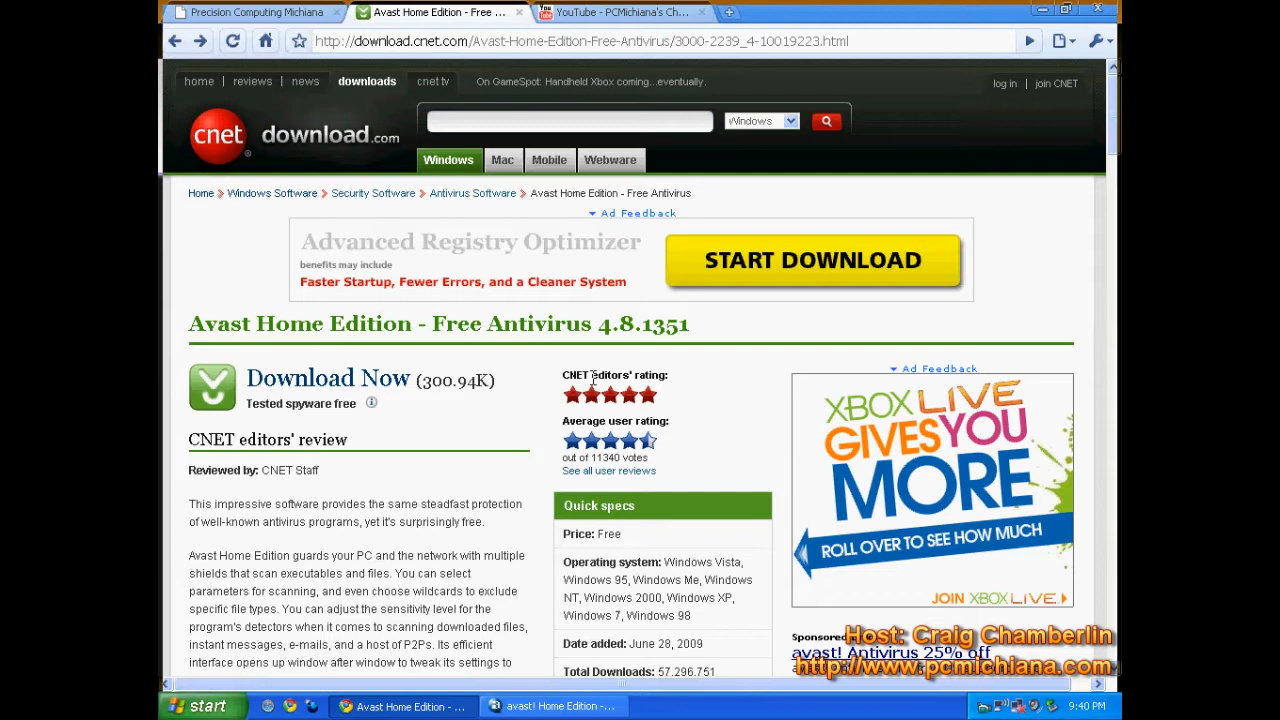 Precision Computing Michiana
Avast Home Edition - Free ...
YouTube - PCMichiana's Ch...
http://download.cnet.com/Avast-Home-Edition-Free-Antivirus/3000-2239_4-10019223.html
home | reviews | news downloads cnet tv On GameSpot: Handheld Xbox coming...eventually. log in | join CNET
cnet download.com
Windows
Windows Mac Mobile Webware
Home > Windows Software > Security Software > Antivirus Software > Avast Home Edition - Free Antivirus
Ad Feedback
Advanced Registry Optimizer
benefits may include
Faster Startup, Fewer Errors, and a Cleaner System
START DOWNLOAD
Avast Home Edition - Free Antivirus 4.8.1351
Download Now (300.94K)
Tested spyware free
CNET editors' review
Reviewed by: CNET Staff
This impressive software provides the same steadfast protection
of well-known antivirus programs, yet it's surprisingly free.
Avast Home Edition guards your PC and the network with multiple
shields that scan executables and files. You can select
parameters for scanning, and even choose wildcards to exclude
specific file types. You can adjust the sensitivity level for the
program's detectors when it comes to scanning downloaded files,
instant messages, e-mails, and a host of P2Ps. Its efficient
interface opens up window after window to tweak its settings to
CNET editors' rating:
Average user rating:
out of 11340 votes
See all user reviews
Quick specs
Price: Free
Operating system: Windows Vista,
Windows 95, Windows Me, Windows
NT, Windows 2000, Windows XP,
Windows 7, Windows 98
Date added: June 28, 2009
Total Downloads: 57,296,751
Ad Feedback
XBOX LIVE
GIVES YOU
MORE
ROLL OVER TO SEE HOW MUCH
JOIN XBOX LIVE
Sponsored
avast! Antivirus 25% off
Host: Craig Chamberlin
http://www.pcmichiana.com
start
Avast Home Edition - ...
avast! Home Edition -...
9:40 PM